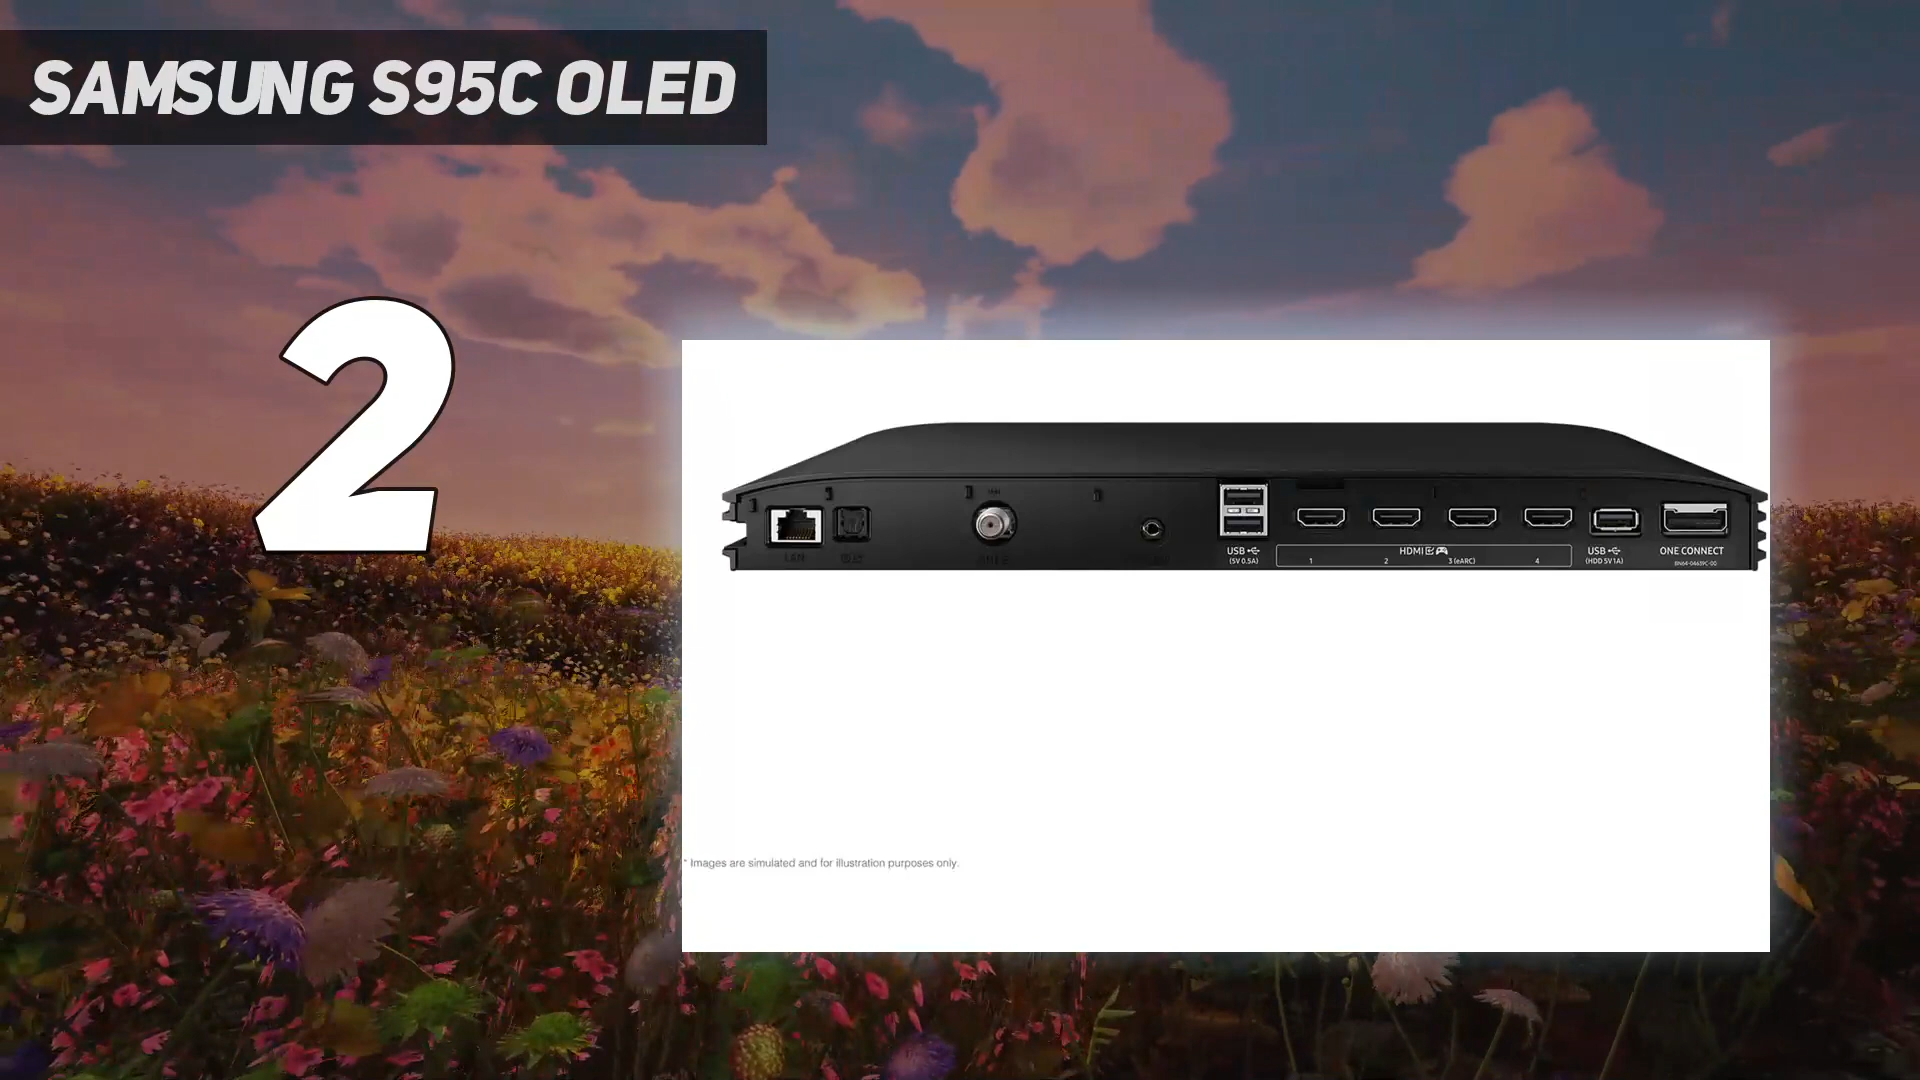 SAMSUNG S95C OLED
2
USB
(5V 0.5A)
HDMI
1 2 3 (eARC) 4
USB
(HDD 5V 1A)
ONE CONNECT
LAN
* Images are simulated and for illustration purposes only.